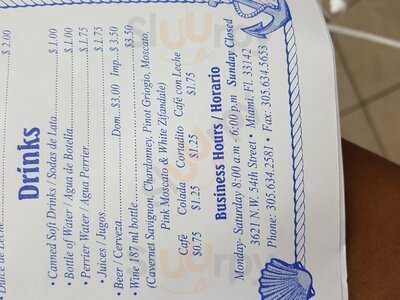 Dulce de Leche ........ $ 2.00
Drinks
• Canned Soft Drinks / Sodas de Lata ........ $ 1.00
• Bottle of Water / Agua de Botella ........ $ 1.00
• Perrier Water / Agua Perrier ........ $ 1.75
• Juices / Jugos ........ $ 1.75
• Beer / Cerveza ........ Dom. $3.00 Imp. $ 3.50
• Wine 187 ml bottle ........ $3.50
(Cavernet Savignon, Chardonney, Pinot Griogio, Moscato,
Pink Moscato & White Zifandale)
Café Colada Cortadito Café con Leche
$0.75 $1.25 $1.25 $1.75
Business Hours / Horario
Monday- Saturday 8:00 a.m - 6:00 p.m Sunday Closed
3621 N.W. 54th Street • Miami, Fl. 33142
Phone: 305.634.2581 • Fax: 305.634.5653